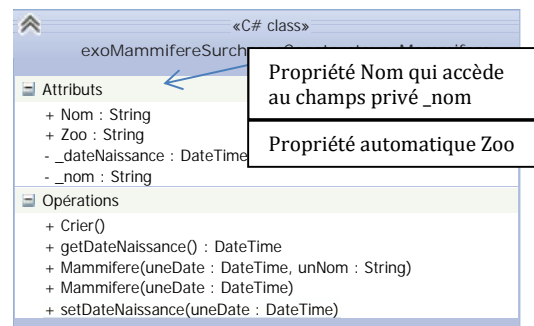 «C# class»
exoMammifereSurch
Propriété Nom qui accède
au champs privé _nom
Propriété automatique Zoo
Attributs
+ Nom : String
+ Zoo : String
- _dateNaissance : DateTime
- _nom : String
Opérations
+ Crier()
+ getDateNaissance() : DateTime
+ Mammifere(uneDate : DateTime, unNom : String)
+ Mammifere(uneDate : DateTime)
+ setDateNaissance(uneDate : DateTime)